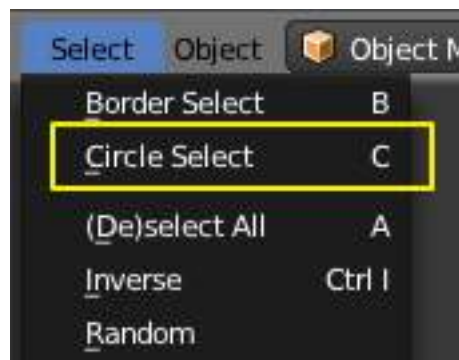 Select Object Object M
Border Select B
Circle Select C
(De)select All A
Inverse Ctrl I
Random